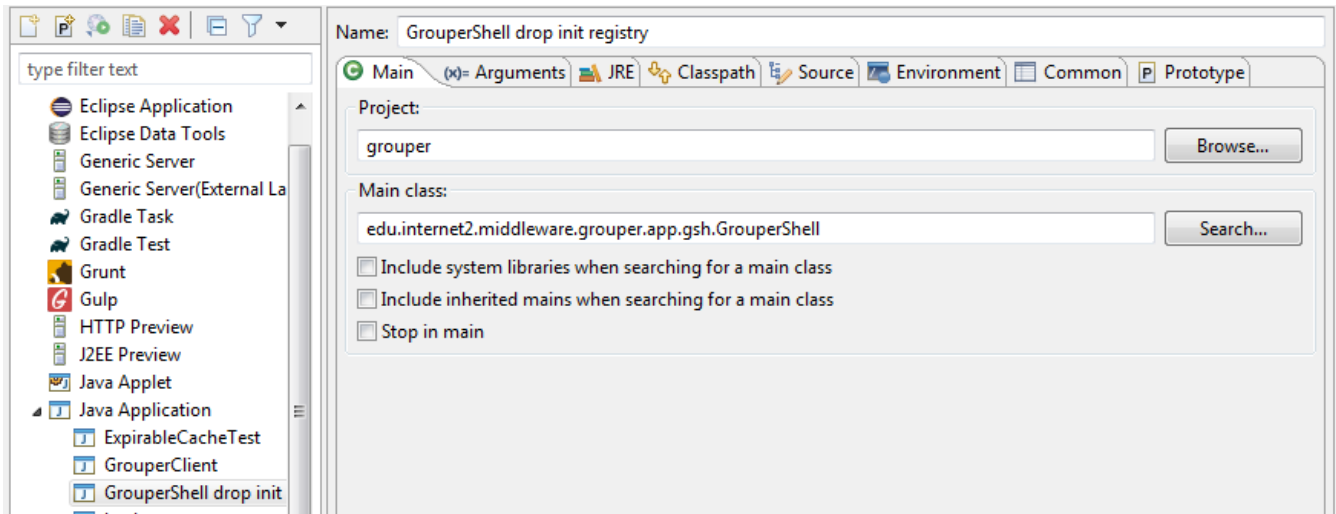 type filter text
Eclipse Application
Eclipse Data Tools
Generic Server
Generic Server(External La
Gradle Task
Gradle Test
Grunt
Gulp
HTTP Preview
J2EE Preview
Java Applet
Java Application
ExpirableCacheTest
GrouperClient
GrouperShell drop init
Name: GrouperShell drop init registry
Main (x)= Arguments JRE Classpath Source Environment Common P Prototype
Project:
grouper Browse...
Main class:
edu.internet2.middleware.grouper.app.gsh.GrouperShell Search...
Include system libraries when searching for a main class
Include inherited mains when searching for a main class
Stop in main